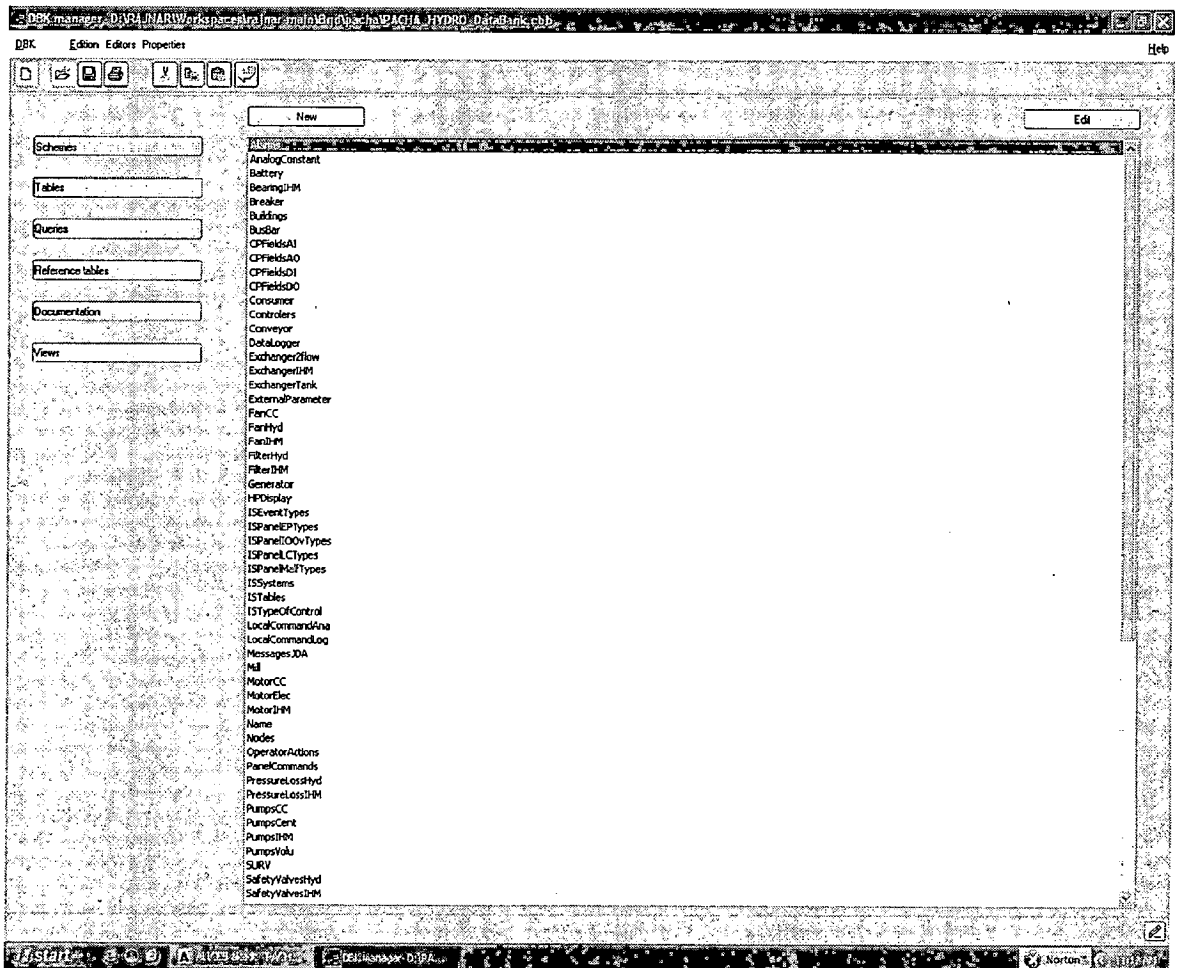 DBK manager - D:\RAJNAR\Workspaces\rajnar-main\Bnd\pacha\PACHA_HYDRO_DataBank.cbb
DBK Edition Editors Properties Help
New Edit
Schemes
Tables
Queries
Reference tables
Documentation
Views
AnalogConstant
Battery
BearingIHM
Breaker
Buildings
BusBar
CPFieldsAI
CPFieldsAO
CPFieldsDI
CPFieldsDO
Consumer
Controlers
Conveyor
DataLogger
Exchanger2flow
ExchangerIHM
ExchangerTank
ExternalParameter
FanCC
FanHyd
FanIHM
FilterHyd
FilterIHM
Generator
HPDisplay
ISEventTypes
ISPanelEPTypes
ISPanelIOOvTypes
ISPanelLCTypes
ISPanelMalfTypes
ISSystems
ISTables
ISTypeOfControl
LocalCommandAna
LocalCommandLog
MessagesJDA
Mill
MotorCC
MotorElec
MotorIHM
Name
Nodes
OperatorActions
PanelCommands
PressureLossHyd
PressureLossIHM
PumpsCC
PumpsCent
PumpsIHM
PumpsVolu
SURV
SafetyValvesHyd
SafetyValvesIHM
start DBK manager - D:\RA... Norton